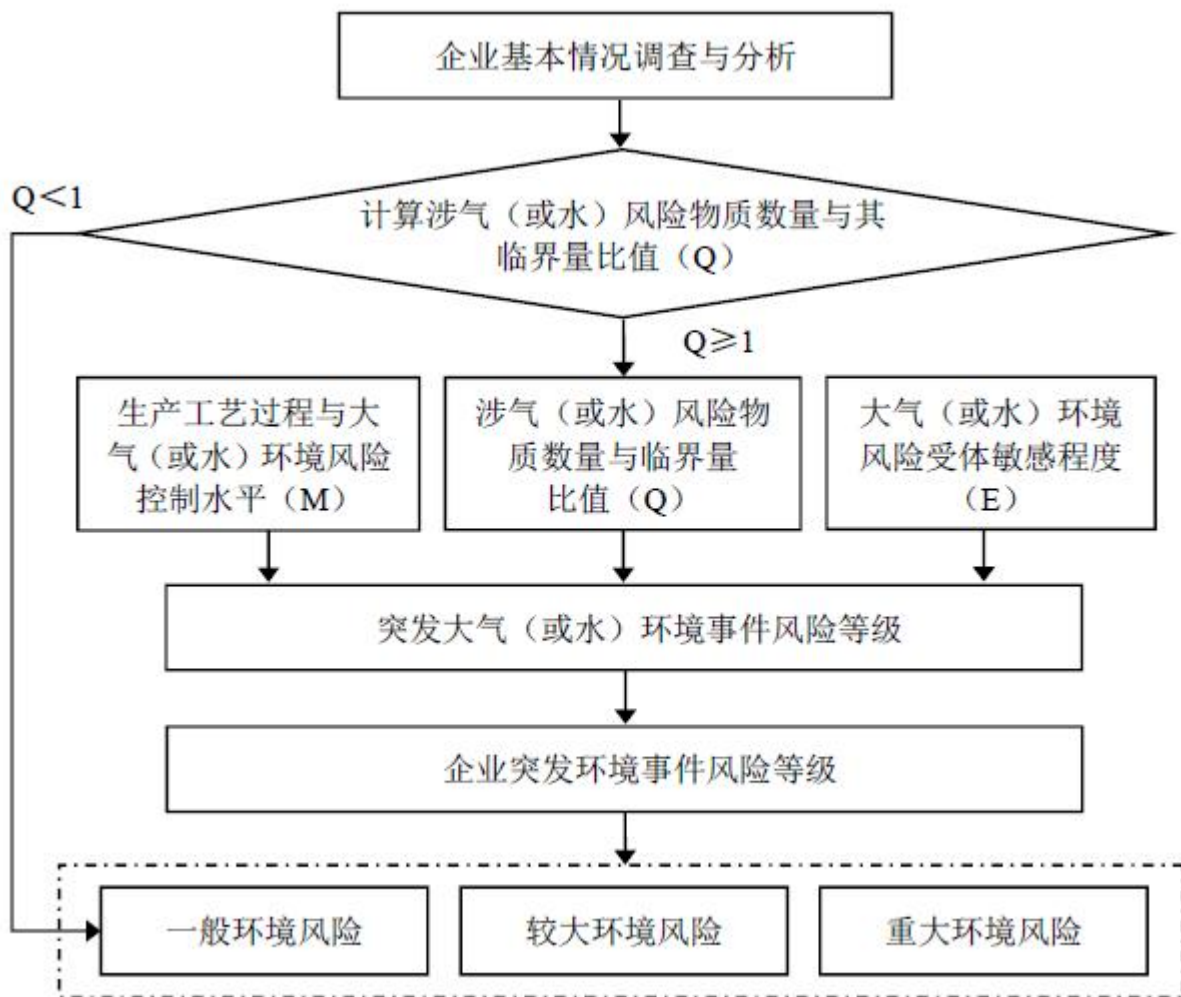 企业基本情况调查与分析
Q＜1
计算涉气（或水）风险物质数量与其
临界量比值（Q）
Q≥1
生产工艺过程与大
气（或水）环境风险
控制水平（M）
涉气（或水）风险物
质数量与临界量
比值（Q）
大气（或水）环境
风险受体敏感程度
（E）
突发大气（或水）环境事件风险等级
企业突发环境事件风险等级
一般环境风险
较大环境风险
重大环境风险